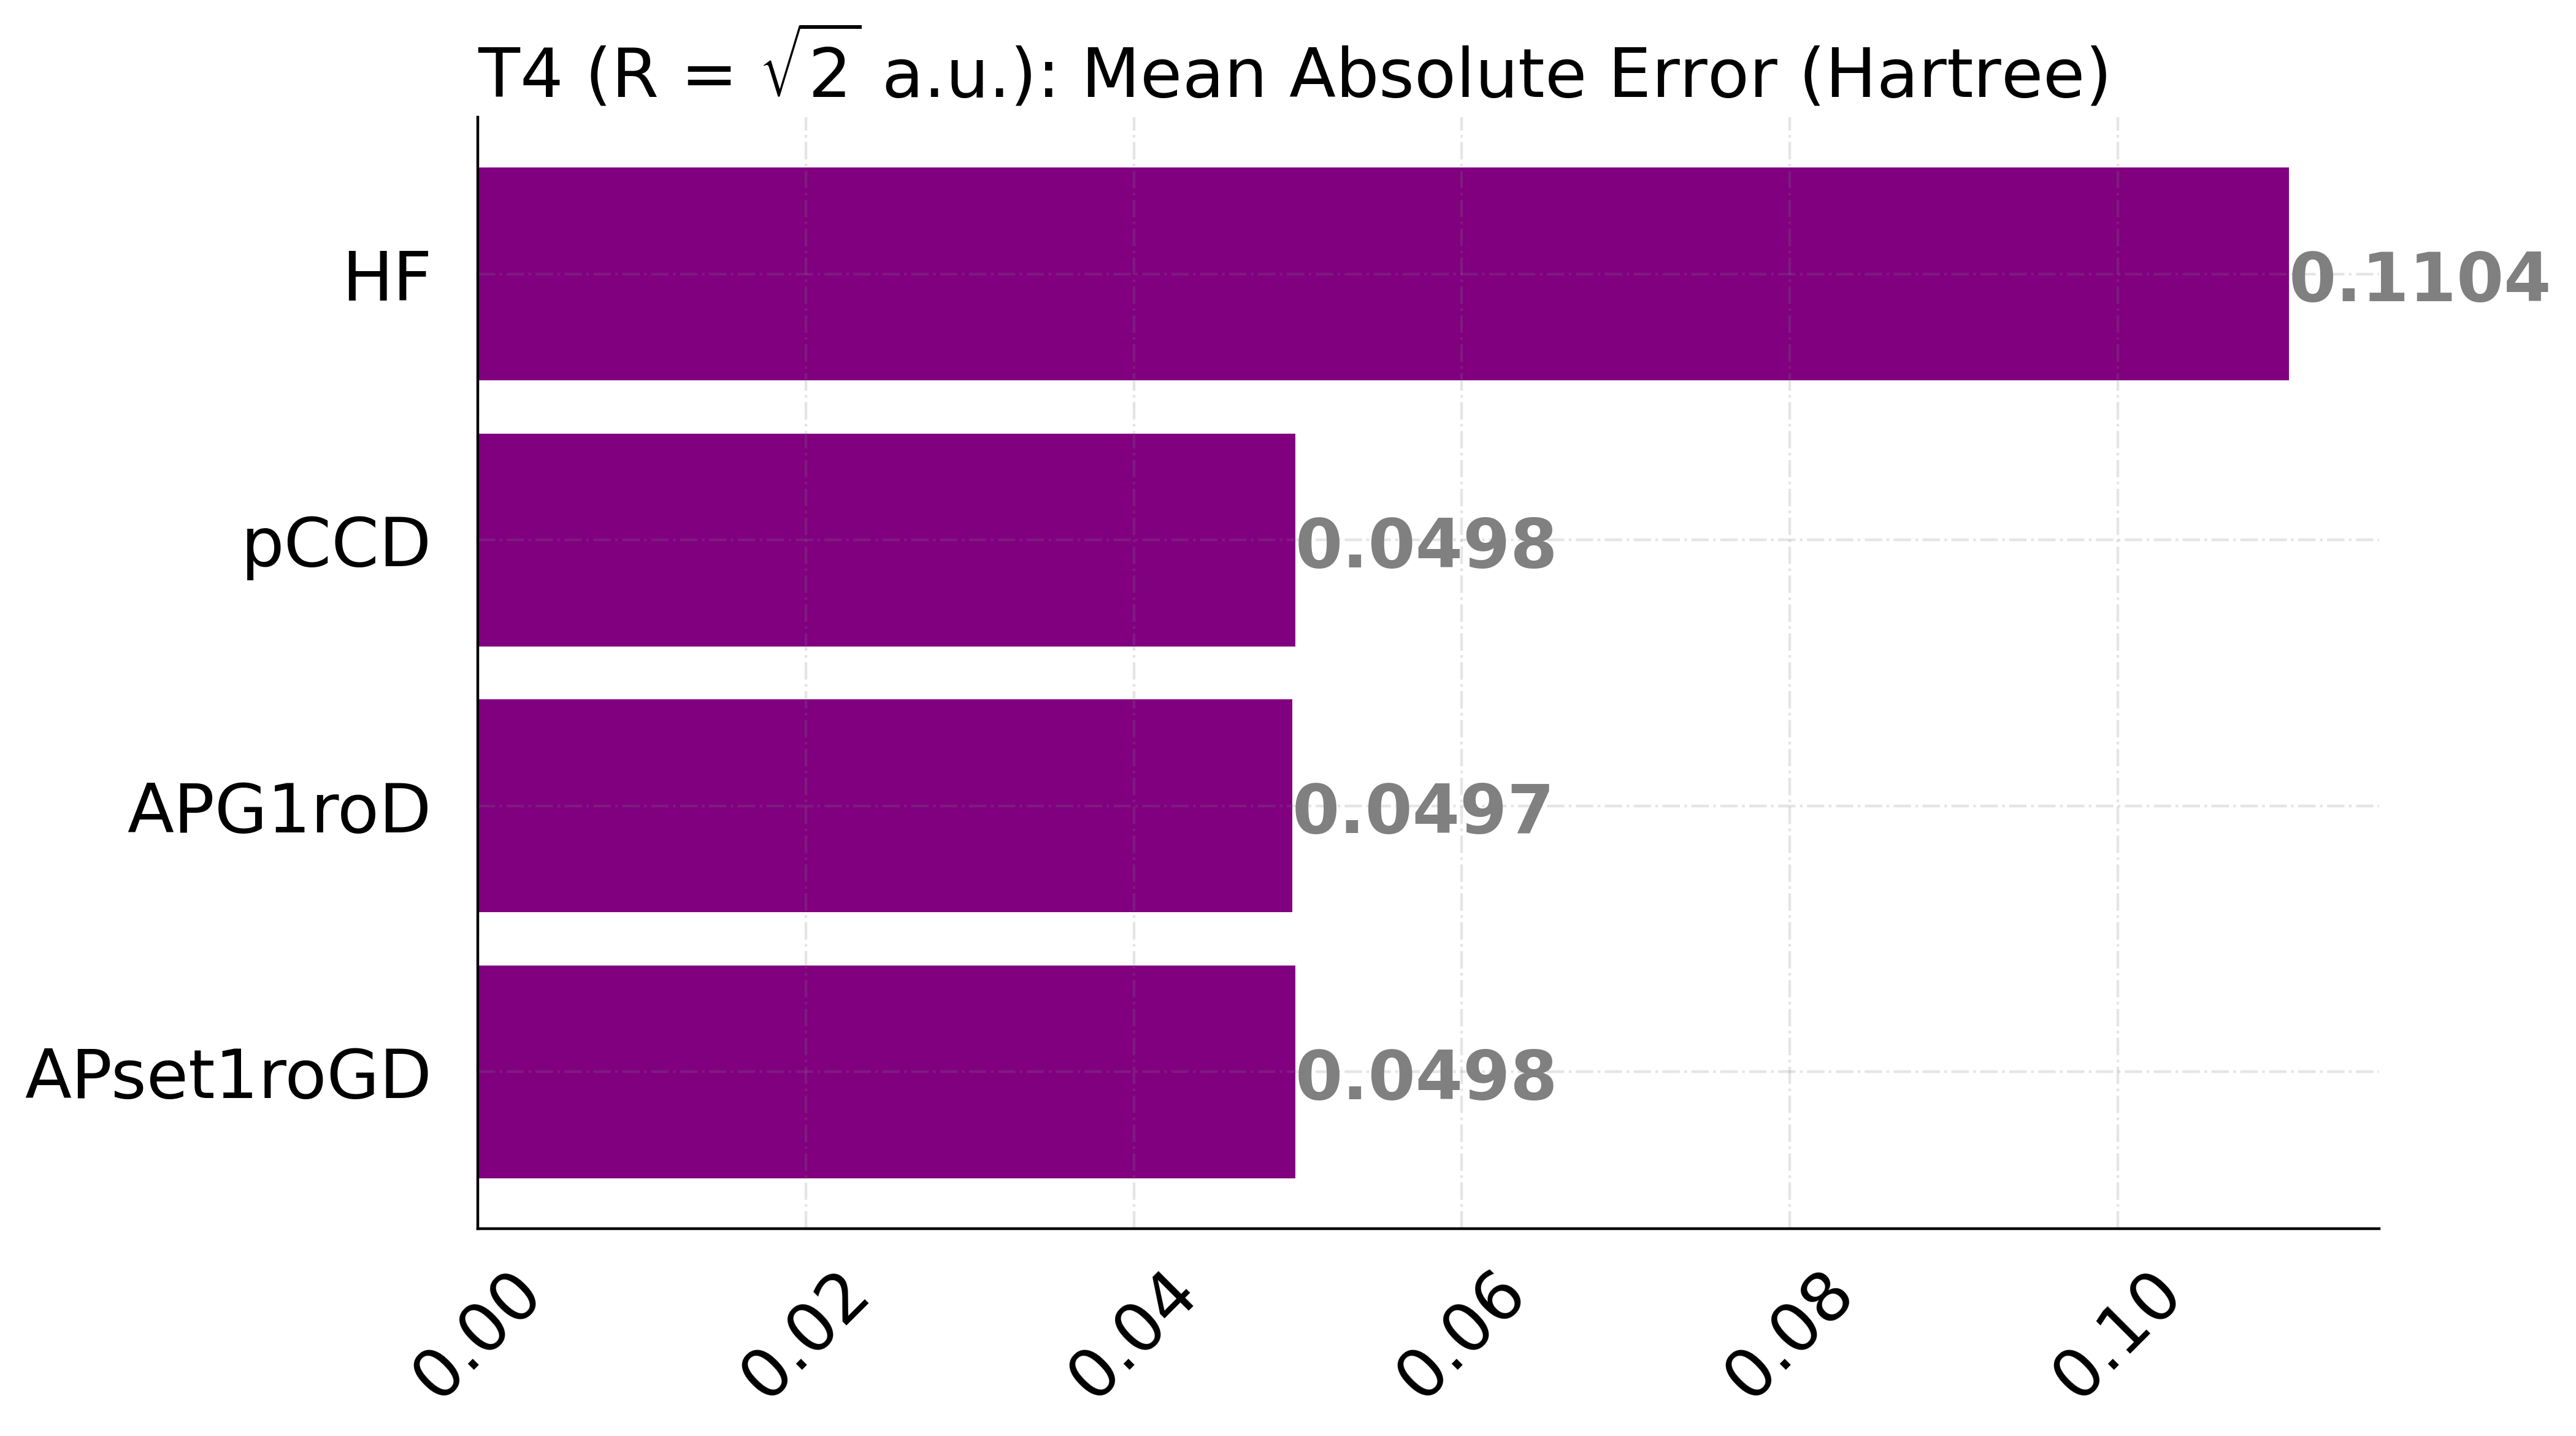 T4 (R = √2 a.u.): Mean Absolute Error (Hartree)
HF
0.1104
pCCD
0.0498
APG1roD
0.0497
APset1roGD
0.0498
0.00
0.02
0.04
0.06
0.08
0.10